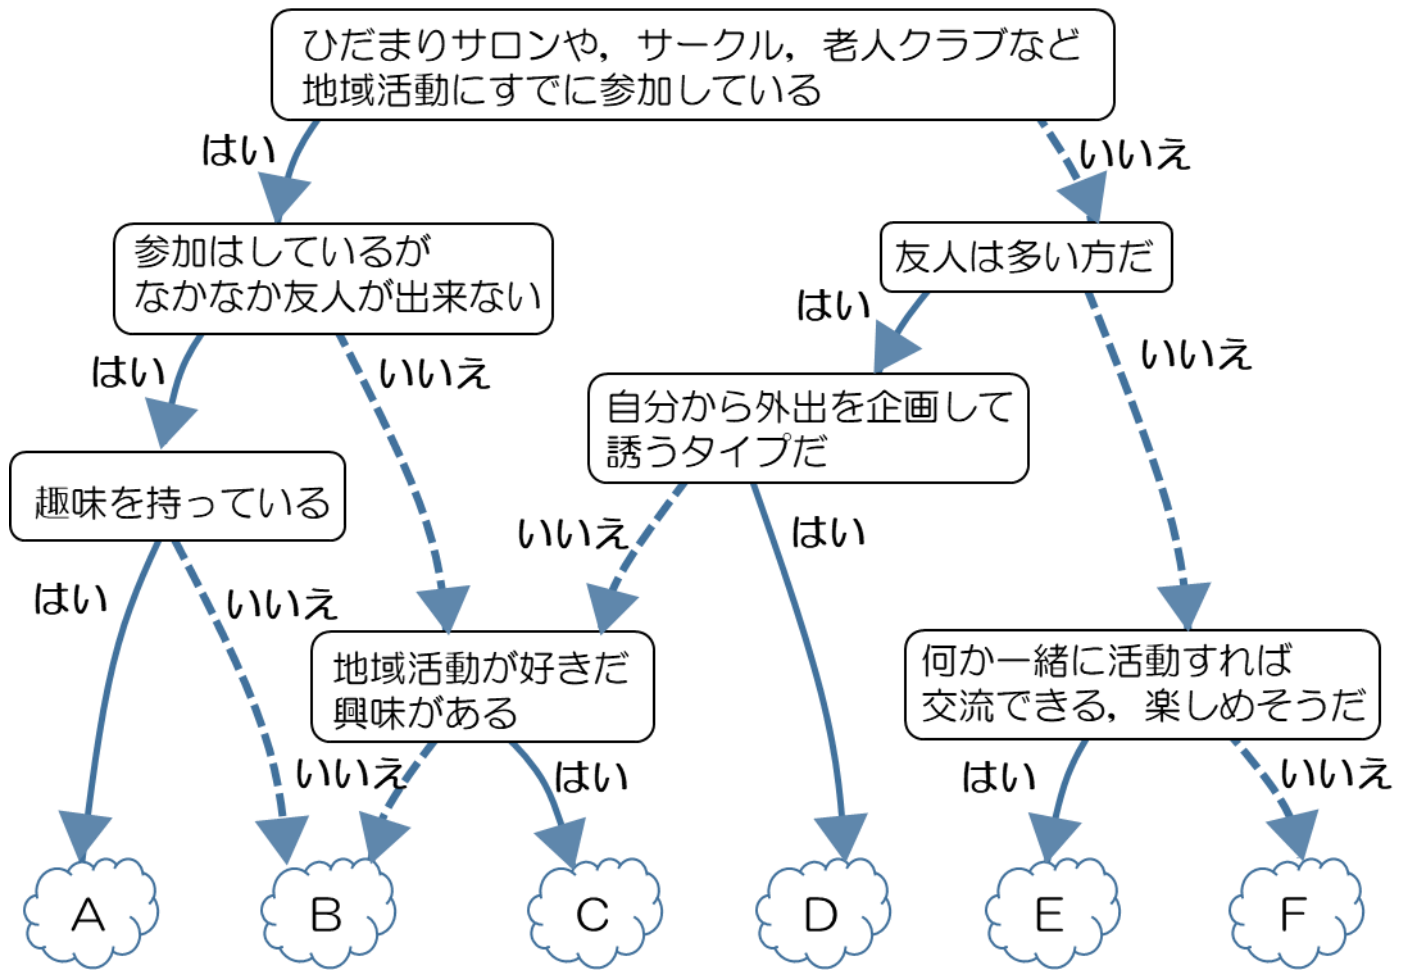 ひだまりサロンや，サークル，老人クラブなど
地域活動にすでに参加している
はい
いいえ
参加はしているが
なかなか友人が出来ない
友人は多い方だ
はい
いいえ
はい
いいえ
自分から外出を企画して
誘うタイプだ
趣味を持っている
いいえ
はい
はい
いいえ
地域活動が好きだ
興味がある
何か一緒に活動すれば
交流できる，楽しめそうだ
いいえ
はい
はい
いいえ
A
B
C
D
E
F